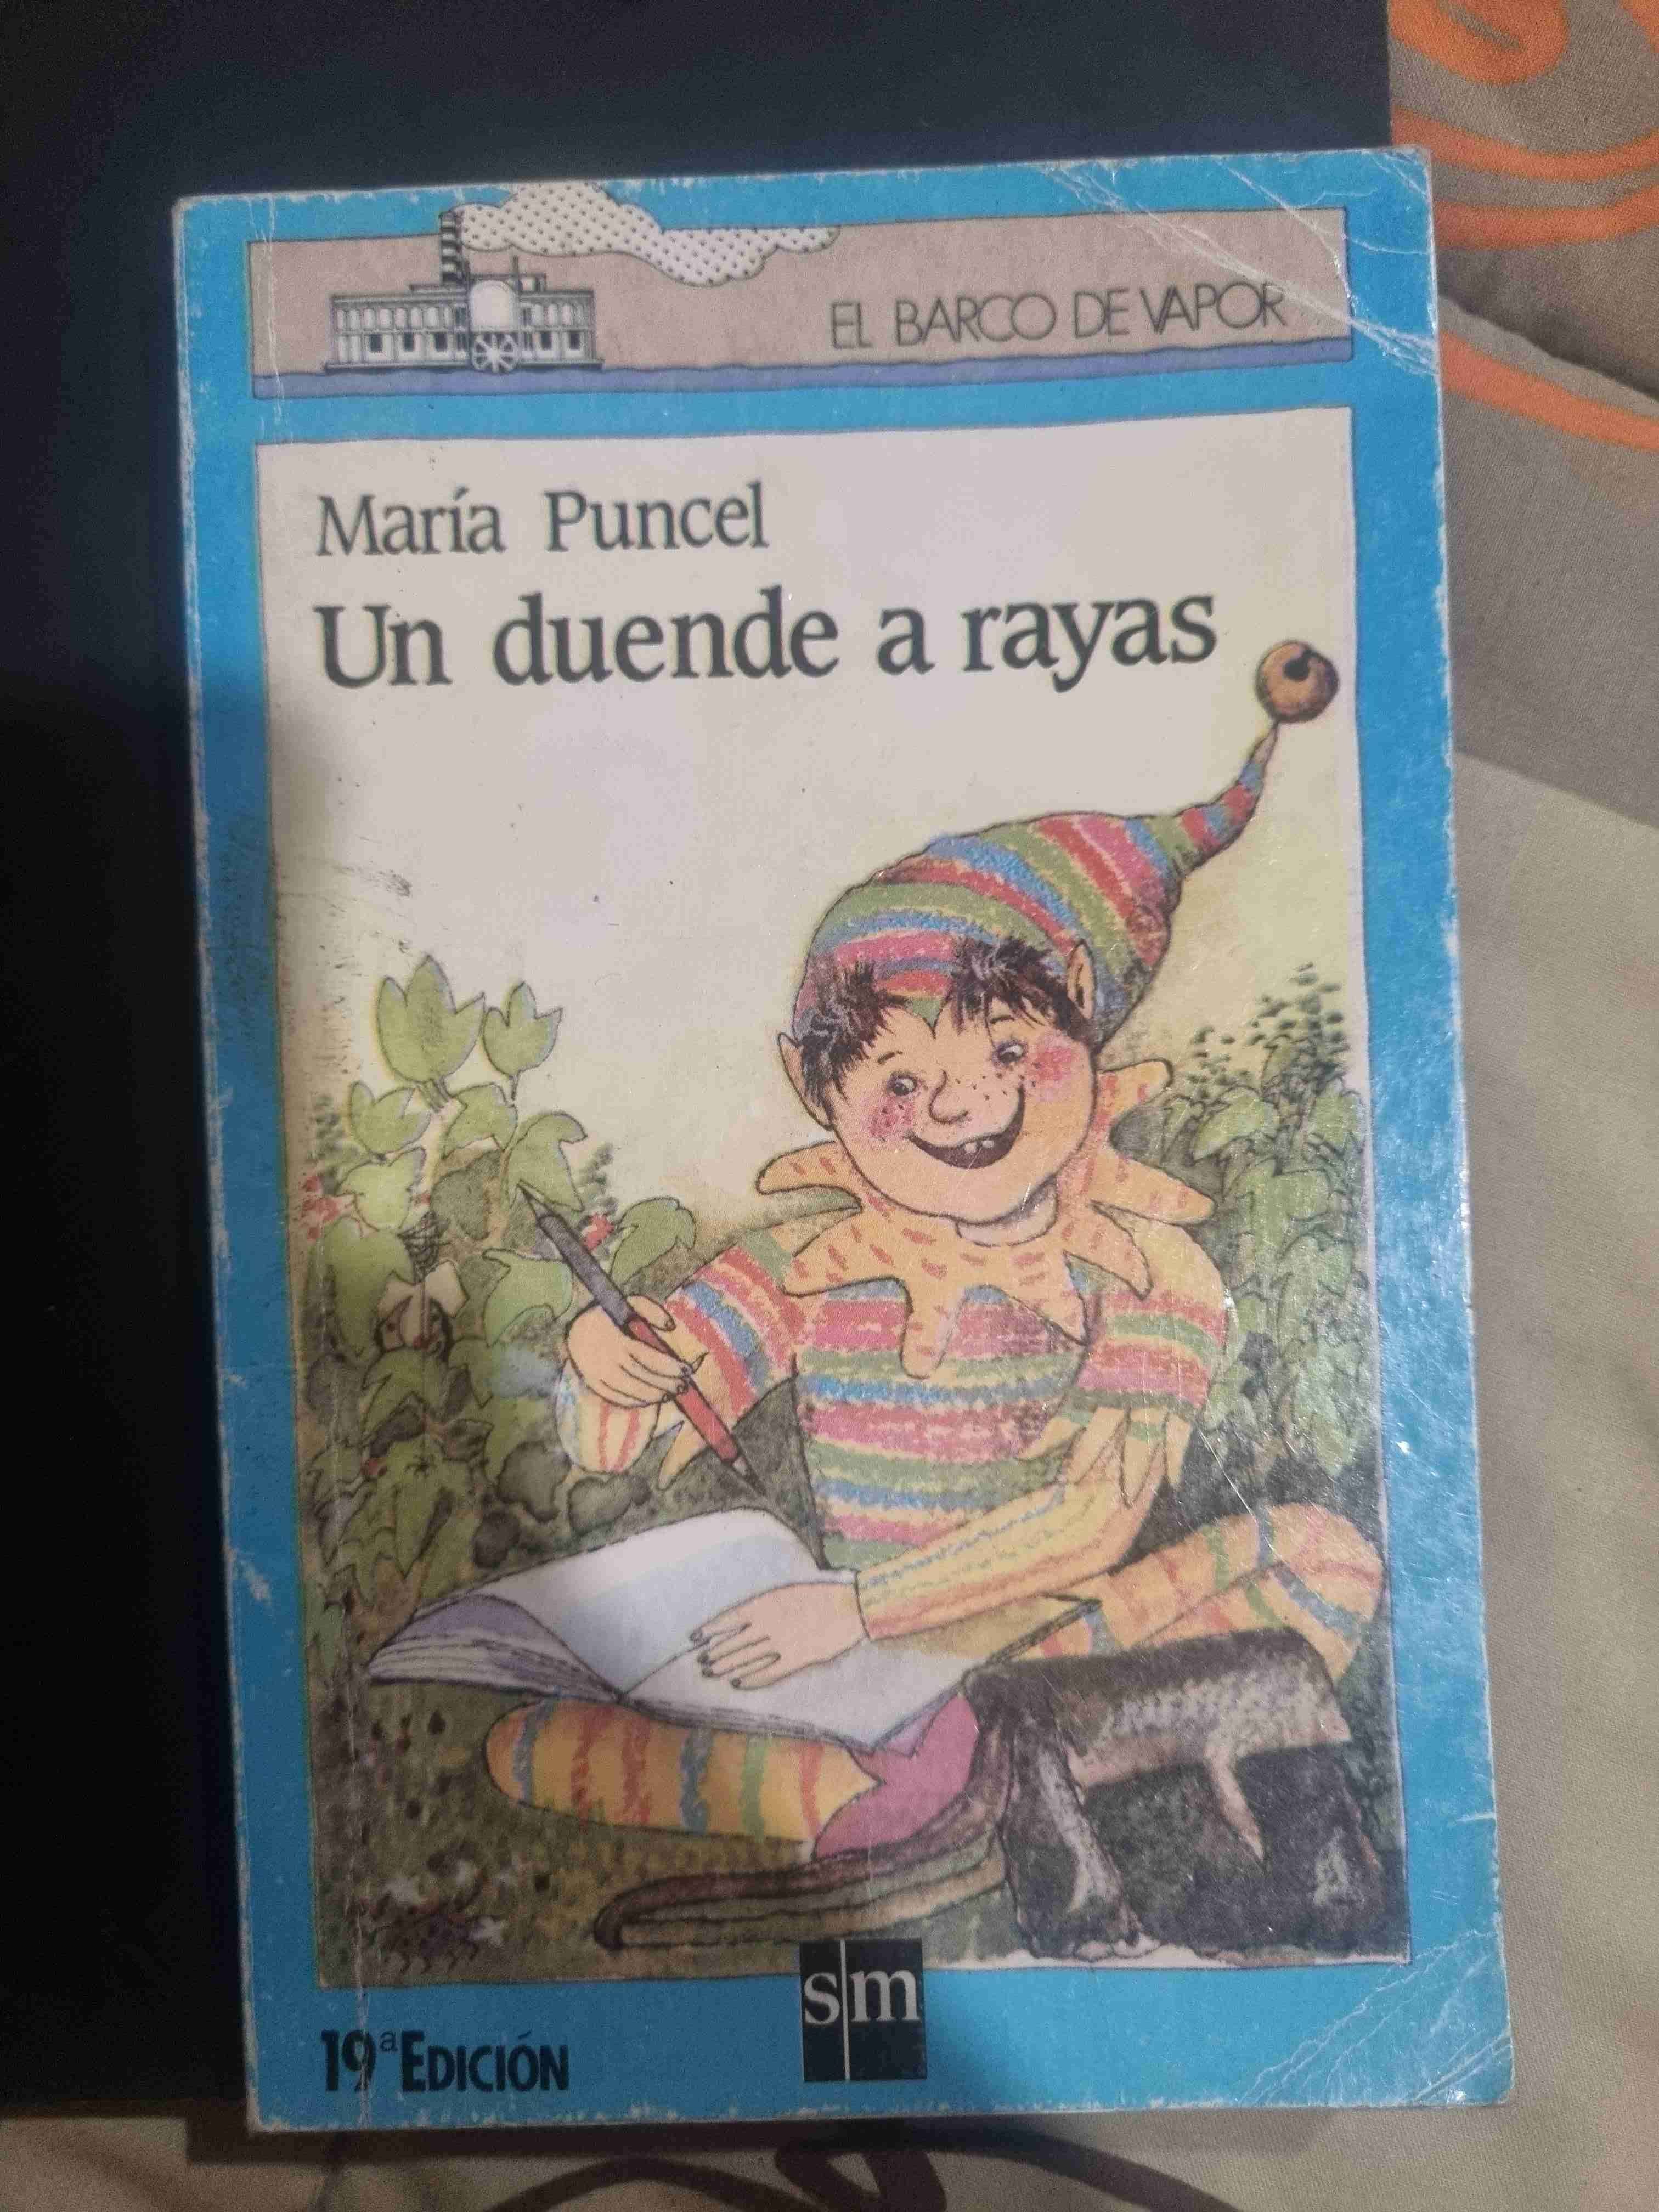 EL BARCO DE VAPOR
María Puncel
Un duende a rayas
sm
19ª EDICIÓN